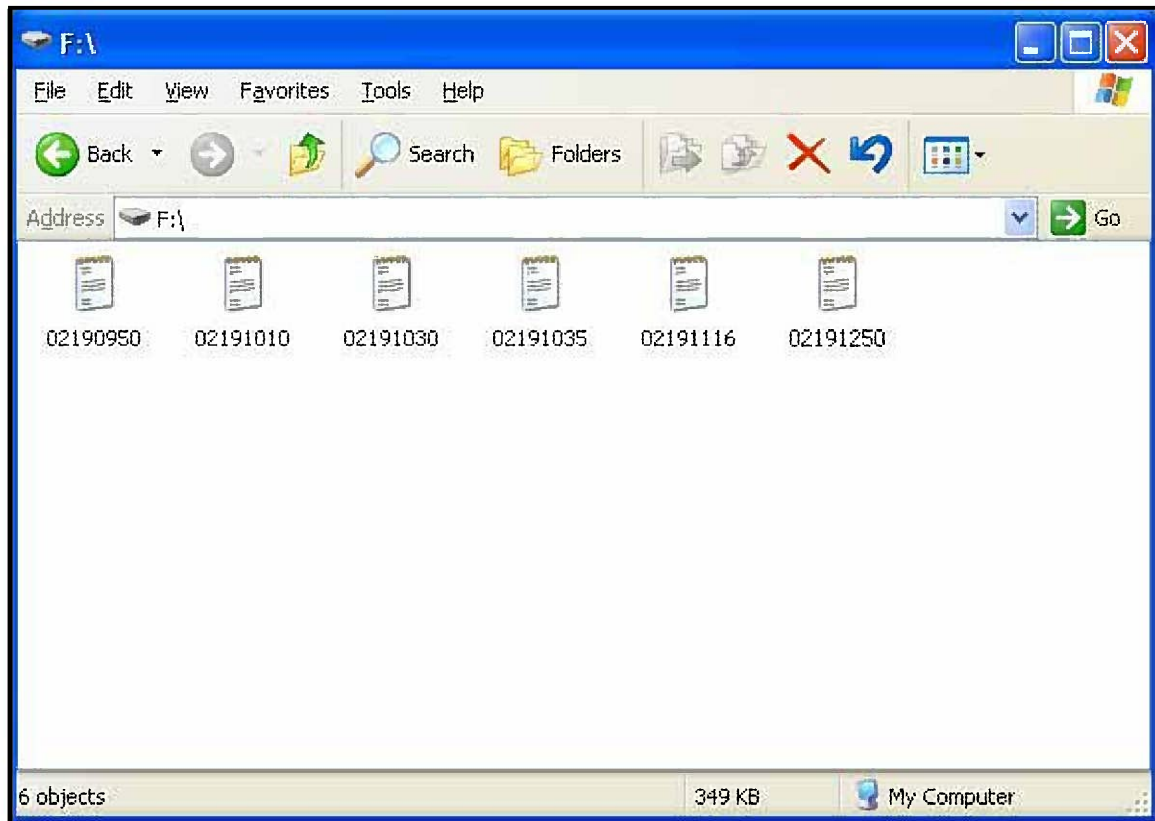 F:\
File Edit View Favorites Tools Help
Back Search Folders
Address F:\ Go
02190950 02191010 02191030 02191035 02191116 02191250
6 objects 349 KB My Computer